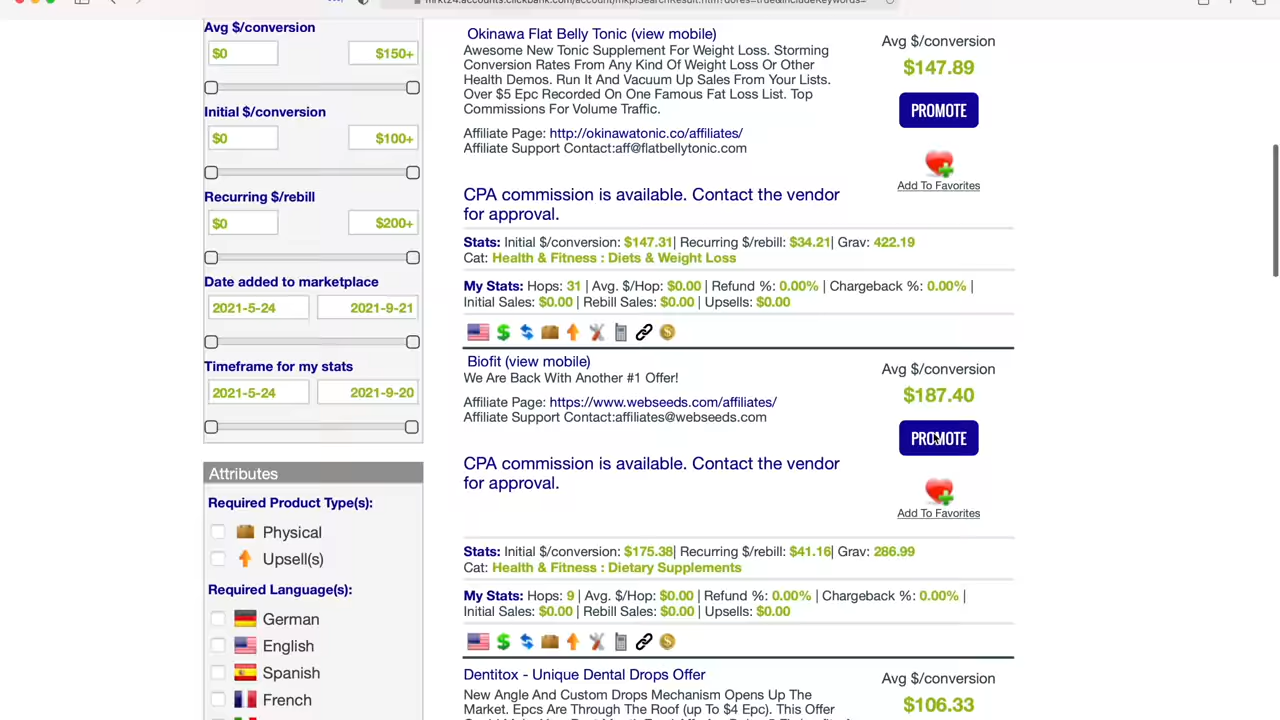 mrkt24.accounts.clickbank.com/account/mkplSearchResult.htm?dores=true&includeKeywords=
Avg $/conversion
$0 $150+
Initial $/conversion
$0 $100+
Recurring $/rebill
$0 $200+
Date added to marketplace
2021-5-24 2021-9-21
Timeframe for my stats
2021-5-24 2021-9-20
Attributes
Required Product Type(s):
Physical
Upsell(s)
Required Language(s):
German
English
Spanish
French
Okinawa Flat Belly Tonic (view mobile)
Awesome New Tonic Supplement For Weight Loss. Storming
Conversion Rates From Any Kind Of Weight Loss Or Other
Health Demos. Run It And Vacuum Up Sales From Your Lists.
Over $5 Epc Recorded On One Famous Fat Loss List. Top
Commissions For Volume Traffic.
Affiliate Page: http://okinawatonic.co/affiliates/
Affiliate Support Contact:aff@flatbellytonic.com
CPA commission is available. Contact the vendor
for approval.
Avg $/conversion
$147.89
PROMOTE
Add To Favorites
Stats: Initial $/conversion: $147.31| Recurring $/rebill: $34.21| Grav: 422.19
Cat: Health & Fitness : Diets & Weight Loss
My Stats: Hops: 31 | Avg. $/Hop: $0.00 | Refund %: 0.00% | Chargeback %: 0.00% |
Initial Sales: $0.00 | Rebill Sales: $0.00 | Upsells: $0.00
Biofit (view mobile)
We Are Back With Another #1 Offer!
Affiliate Page: https://www.webseeds.com/affiliates/
Affiliate Support Contact:affiliates@webseeds.com
CPA commission is available. Contact the vendor
for approval.
Avg $/conversion
$187.40
PROMOTE
Add To Favorites
Stats: Initial $/conversion: $175.38| Recurring $/rebill: $41.16| Grav: 286.99
Cat: Health & Fitness : Dietary Supplements
My Stats: Hops: 9 | Avg. $/Hop: $0.00 | Refund %: 0.00% | Chargeback %: 0.00% |
Initial Sales: $0.00 | Rebill Sales: $0.00 | Upsells: $0.00
Dentitox - Unique Dental Drops Offer
New Angle And Custom Drops Mechanism Opens Up The
Market. Epcs Are Through The Roof (up To $4 Epc). This Offer
Avg $/conversion
$106.33